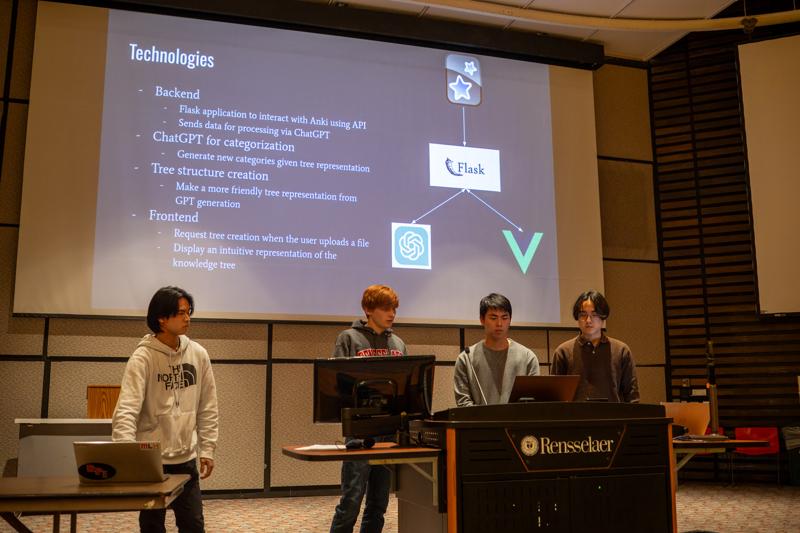 Technologies
- Backend
- Flask application to interact with Anki using API
- Sends data for processing via ChatGPT
- ChatGPT for categorization
- Generate new categories given tree representation
- Tree structure creation
- Make a more friendly tree representation from
GPT generation
- Frontend
- Request tree creation when the user uploads a file
- Display an intuitive representation of the
knowledge tree
Flask
THE
NORTH
FACE
Rensselaer